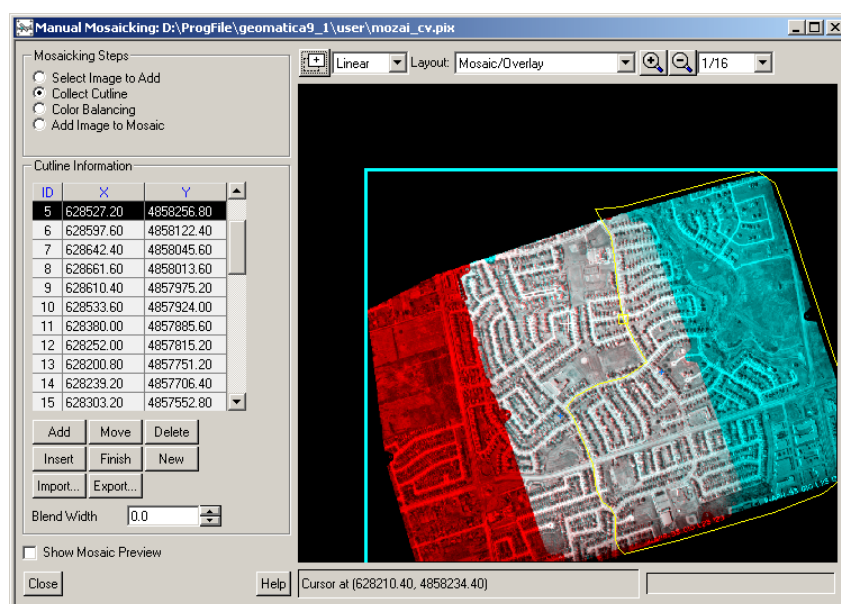 Manual Mosaicking: D:\ProgFile\geomatica9_1\user\mozai_cv.pix
Mosaicking Steps
Select Image to Add
Collect Cutline
Color Balancing
Add Image to Mosaic
Linear Layout: Mosaic/Overlay 1/16
Cutline Information
ID X Y
5 628527.20 4858256.80
6 628597.60 4858122.40
7 628642.40 4858045.60
8 628661.60 4858013.60
9 628610.40 4857975.20
10 628533.60 4857924.00
11 628380.00 4857885.60
12 628252.00 4857815.20
13 628200.80 4857751.20
14 628239.20 4857706.40
15 628303.20 4857552.80
Add Move Delete
Insert Finish New
Import... Export...
Blend Width 0.0
Show Mosaic Preview
Close Help Cursor at (628210.40, 4858234.40)